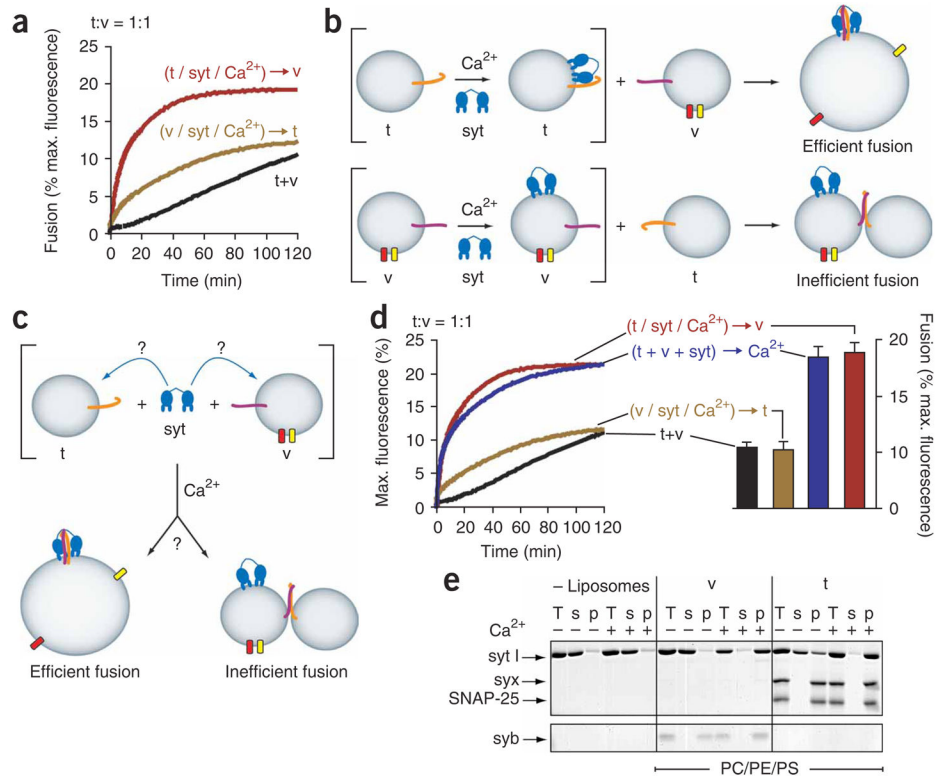 a
t:v = 1:1
Fusion (% max. fluorescence)
25
20
15
10
5
0
(t / syt / Ca2+) → v
(v / syt / Ca2+) → t
t+v
0 20 40 60 80 100 120
Time (min)
b
Ca2+
t syt t
+
v
Efficient fusion
Ca2+
v syt v
+
t
Inefficient fusion
c
? ?
+ +
t syt v
Ca2+
?
Efficient fusion Inefficient fusion
d
t:v = 1:1
Max. fluorescence (%)
25
20
15
10
5
0
0 20 40 60 80 100 120
Time (min)
(t / syt / Ca2+) → v
(t + v + syt) → Ca2+
(v / syt / Ca2+) → t
t+v
20
10
0
Fusion (% max. fluorescence)
e
– Liposomes v t
T s p T s p T s p T s p T s p T s p
Ca2+ – – – + + + – – – + + + – – – + + +
syt I
syx
SNAP-25
syb
PC/PE/PS